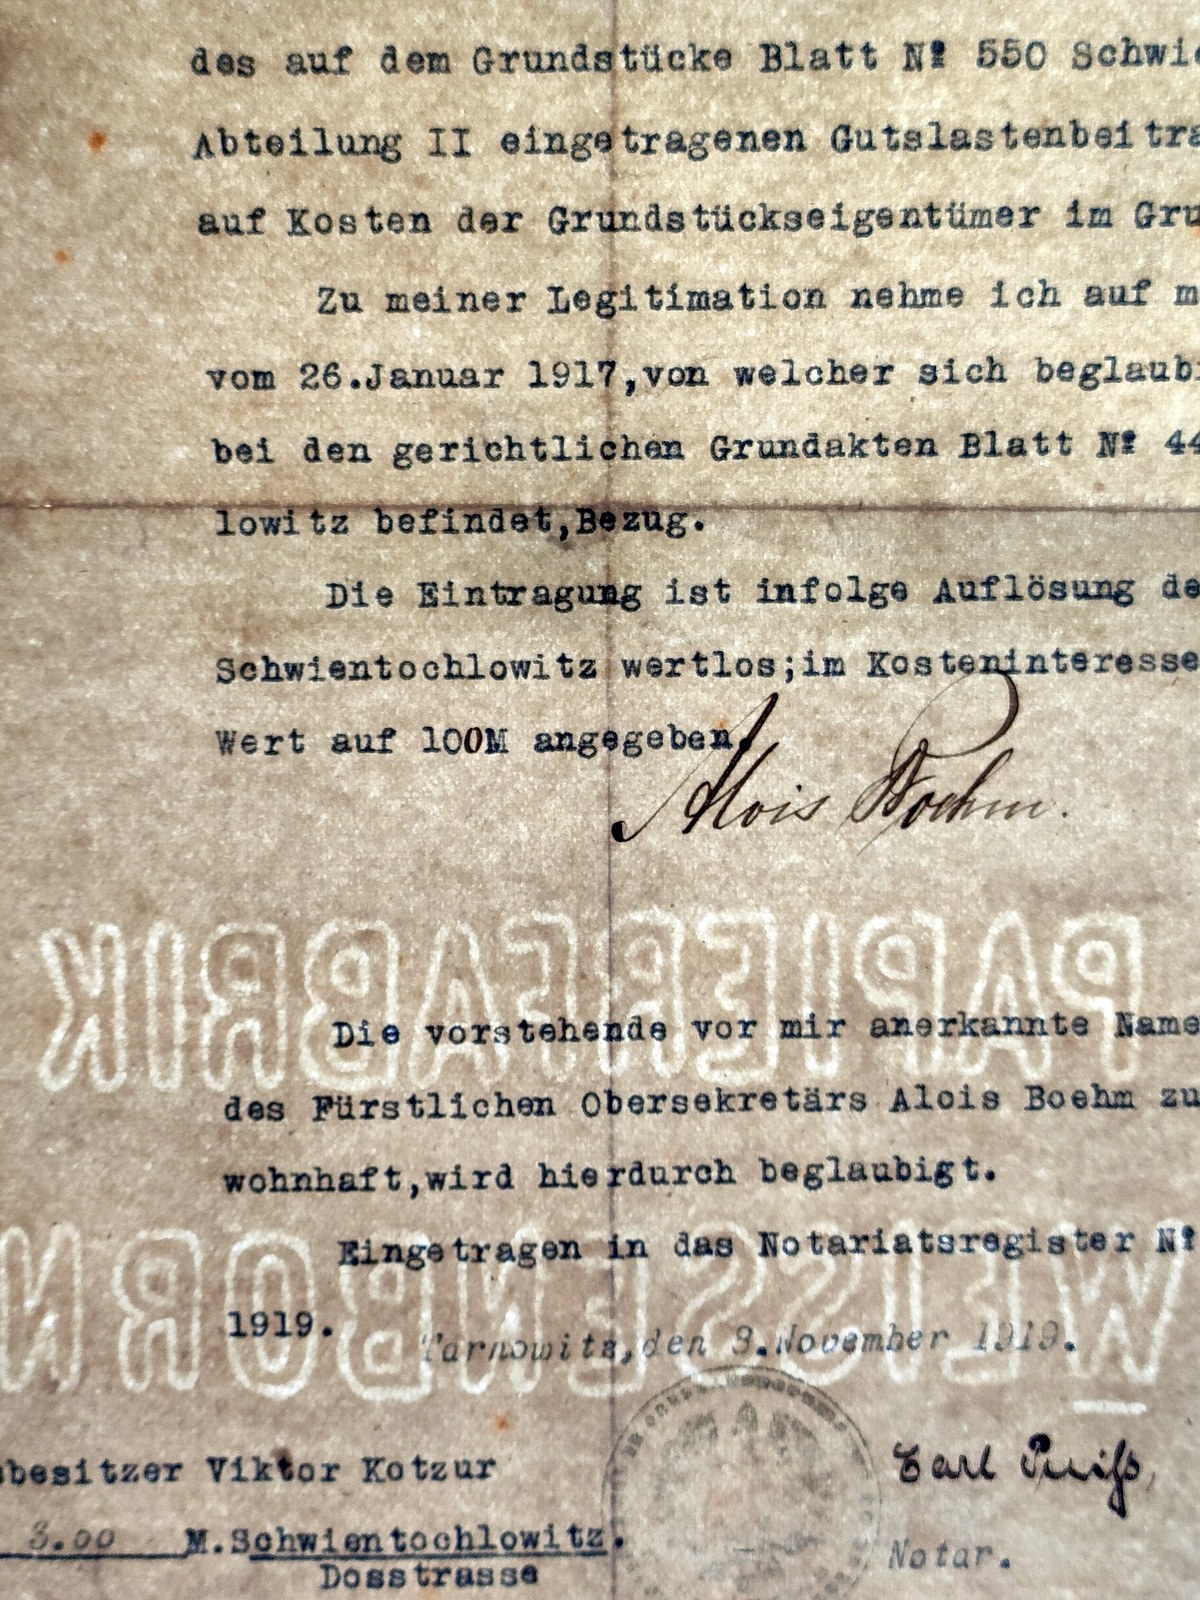 des auf dem Grundstücke Blatt № 550 Schwie
Abteilung II eingetragenen Gutslastenbeitra
auf Kosten der Grundstückseigentümer im Gru
Zu meiner Legitimation nehme ich auf m
vom 26.Januar 1917,von welcher sich beglaubi
bei den gerichtlichen Grundakten Blatt № 44
lowitz befindet,Bezug.
Die Eintragung ist infolge Auflösung de
Schwientochlowitz wertlos;im Kosteninteresse
Wert auf 100M angegeben.
Alois Boehm.
PAPIERFABRIK
Die vorstehende vor mir anerkannte Name
des Fürstlichen Obersekretärs Alois Boehm zu
wohnhaft,wird hierdurch beglaubigt.
WEISSENBORN
Eingetragen in das Notariatsregister №
1919.
Tarnowitz,den 3.November 1919.
sbesitzer Viktor Kotzur
Carl
3.00 M.Schwientochlowitz.
Notar.
Dosstrasse